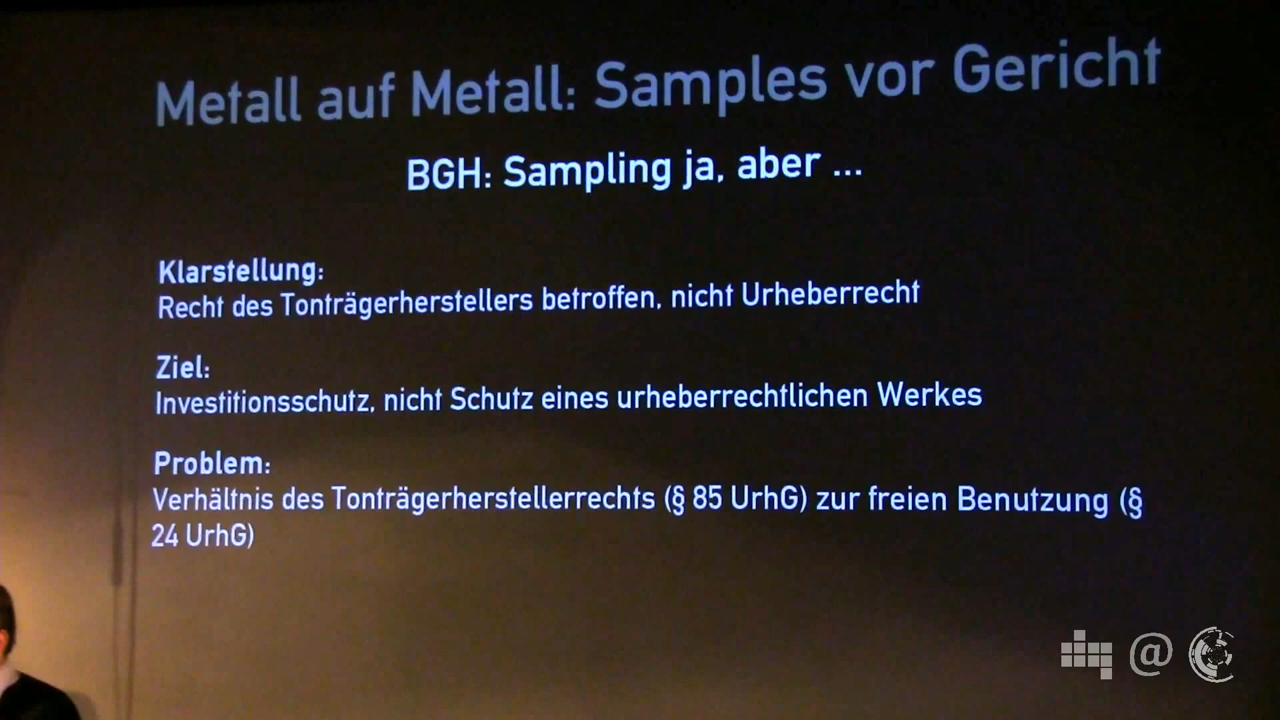 Metall auf Metall: Samples vor Gericht
BGH: Sampling ja, aber ...
Klarstellung:
Recht des Tonträgerherstellers betroffen, nicht Urheberrecht
Ziel:
Investitionsschutz, nicht Schutz eines urheberrechtlichen Werkes
Problem:
Verhältnis des Tonträgerherstellerrechts (§ 85 UrhG) zur freien Benutzung (§
24 UrhG)
@